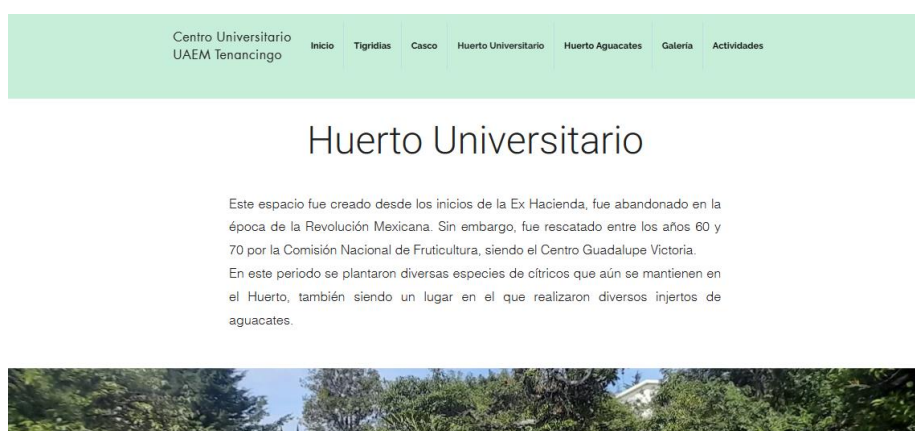 Centro Universitario
UAEM Tenancingo
Inicio Tigridias Casco Huerto Universitario Huerto Aguacates Galería Actividades
Huerto Universitario
Este espacio fue creado desde los inicios de la Ex Hacienda, fue abandonado en la
época de la Revolución Mexicana. Sin embargo, fue rescatado entre los años 60 y
70 por la Comisión Nacional de Fruticultura, siendo el Centro Guadalupe Victoria.
En este periodo se plantaron diversas especies de cítricos que aún se mantienen en
el Huerto, también siendo un lugar en el que realizaron diversos injertos de
aguacates.